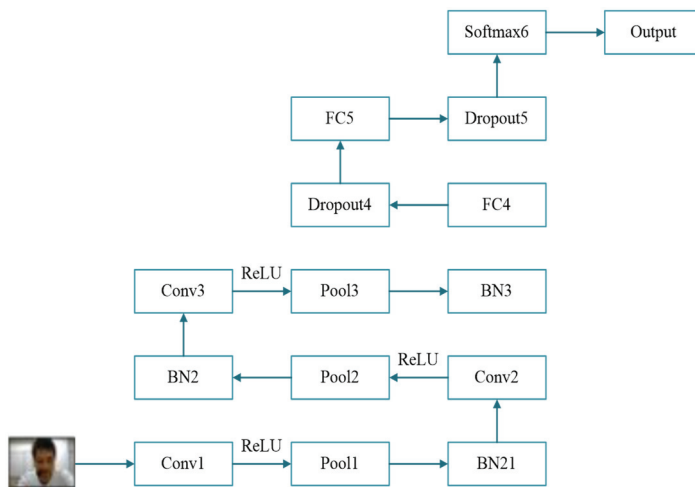 Softmax6
Output
FC5
Dropout5
Dropout4
FC4
ReLU
Conv3
Pool3
BN3
ReLU
BN2
Pool2
Conv2
ReLU
Conv1
Pool1
BN21